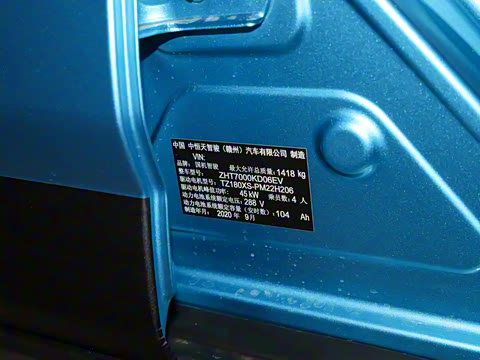 中国 中恒天智骏（赣州）汽车有限公司 制造
VIN:
品牌：国机智骏 最大允许总质量：1418 kg
整车型号： ZHT7000KD06EV
驱动电机型号：TZ180XS-PM22H206
驱动电机峰值功率： 45 kW 乘员数：4 人
动力电池系统额定电压：288 V
动力电池系统额定容量（安时数）：104 Ah
制造年月： 2020 年 9月